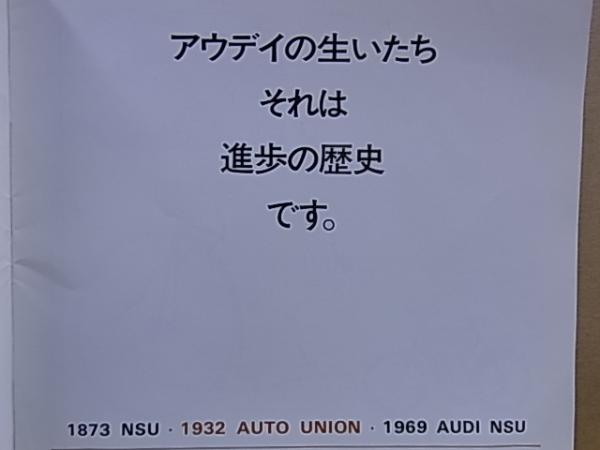 アウデイの生いたち
それは
進歩の歴史
です。
1873 NSU · 1932 AUTO UNION · 1969 AUDI NSU